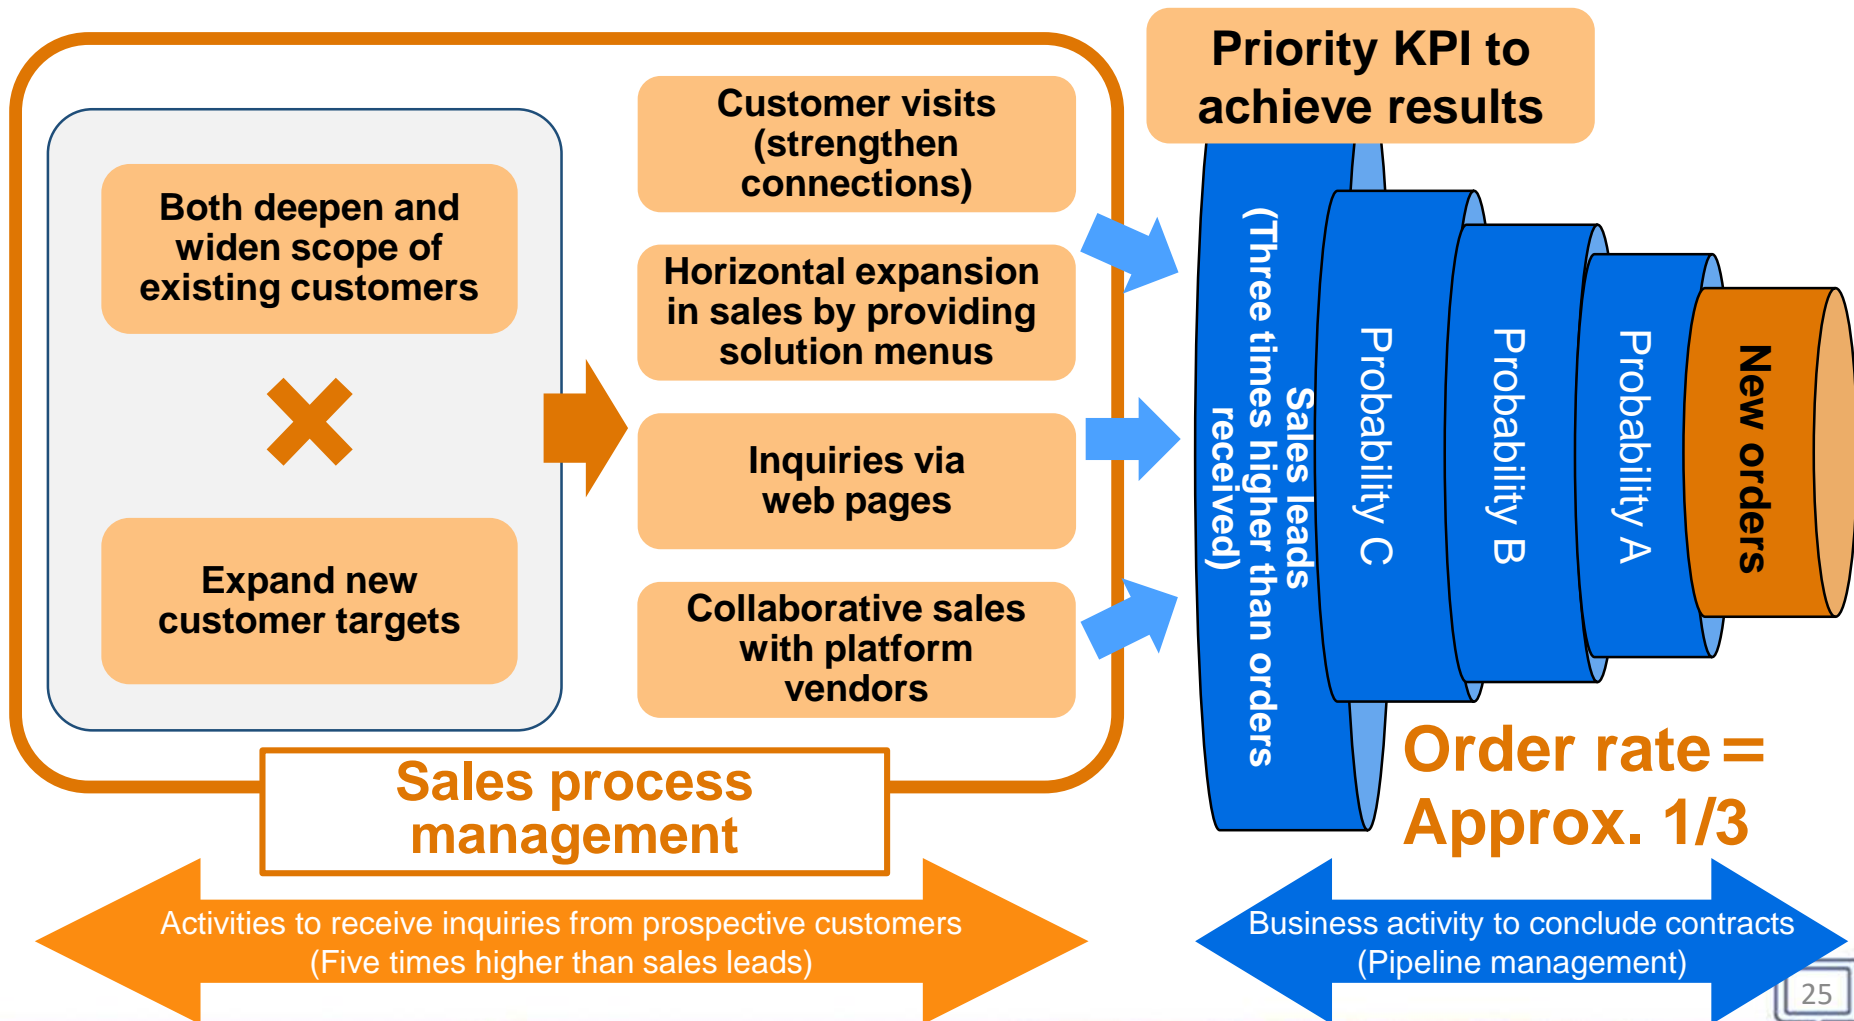 Both deepen and
widen scope of
existing customers
Expand new
customer targets
Customer visits
(strengthen
connections)
Horizontal expansion
in sales by providing
solution menus
Inquiries via
web pages
Collaborative sales
with platform
vendors
Sales process
management
Activities to receive inquiries from prospective customers
(Five times higher than sales leads)
Priority KPI to
achieve results
Sales leads
(Three times higher than orders
received)
Probability C
Probability B
Probability A
New orders
Order rate =
Approx. 1/3
Business activity to conclude contracts
(Pipeline management)
25